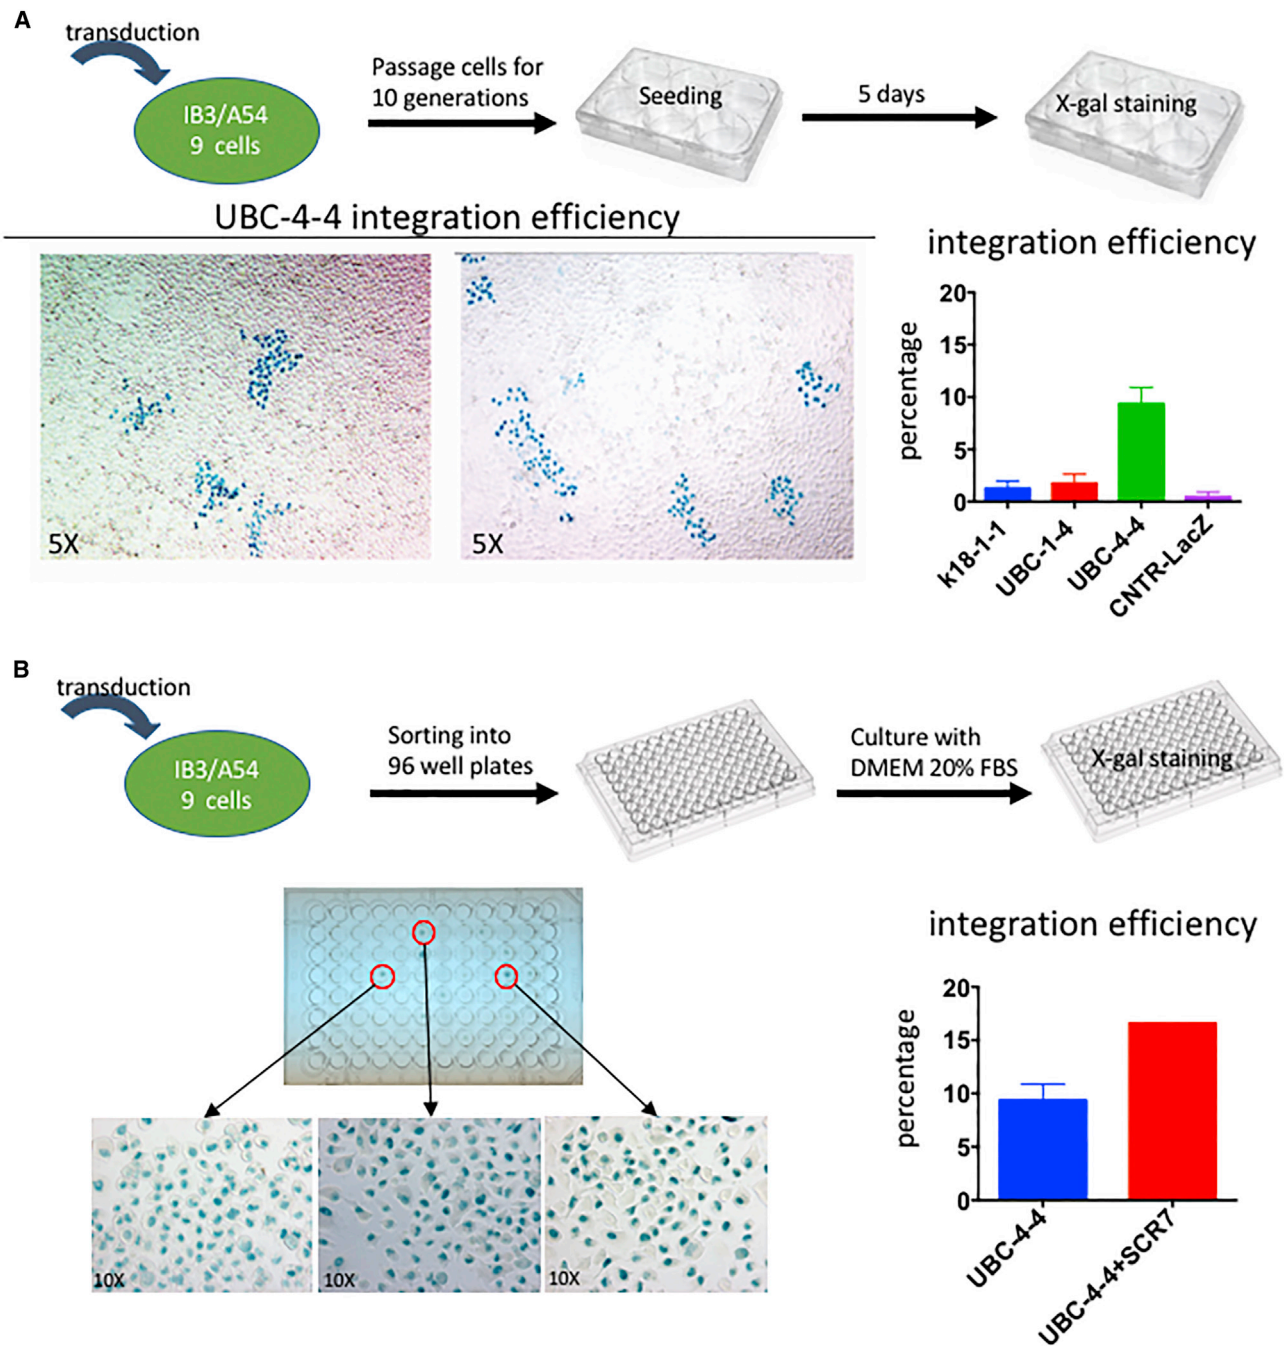 A
transduction
IB3/A54
9 cells
Passage cells for
10 generations
Seeding
5 days
X-gal staining
UBC-4-4 integration efficiency
5X
5X
integration efficiency
percentage
20
15
10
5
0
k18-1-1
UBC-1-4
UBC-4-4
CNTR-LacZ
B
transduction
IB3/A54
9 cells
Sorting into
96 well plates
Culture with
DMEM 20% FBS
X-gal staining
10X
10X
10X
integration efficiency
percentage
20
15
10
5
0
UBC-4-4
UBC-4-4+SCR7